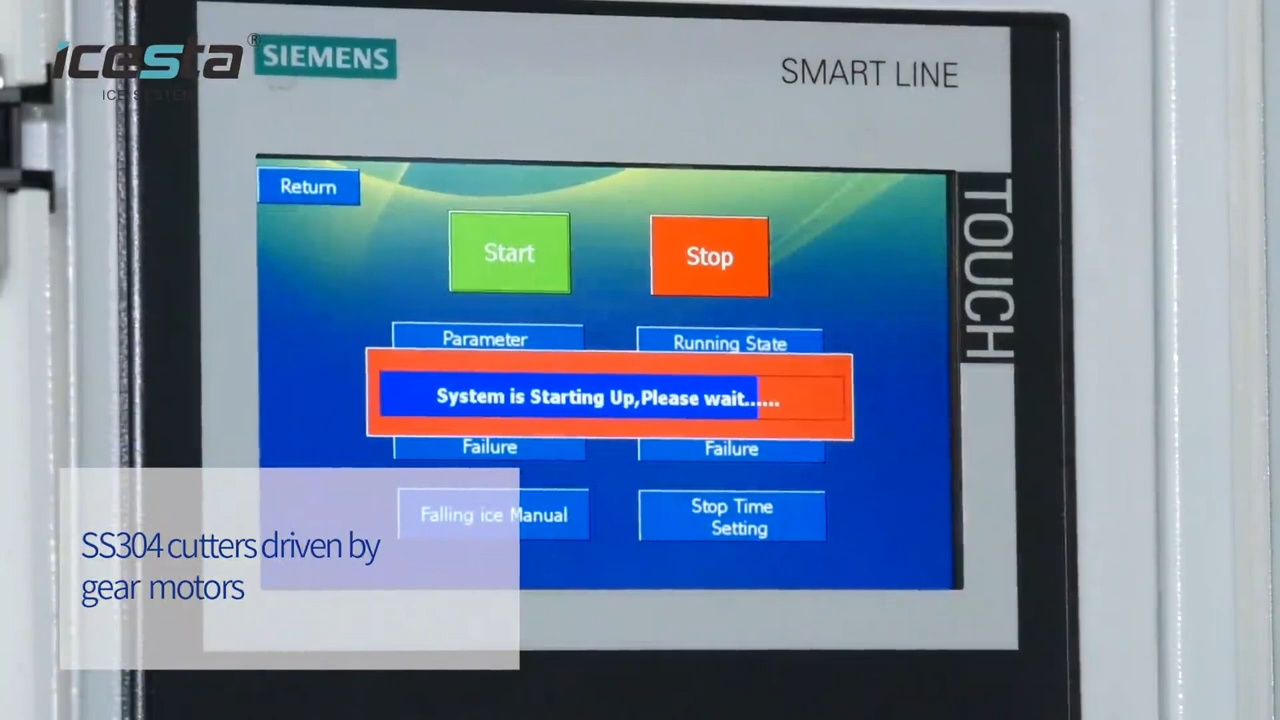 icesta®
ICE SYSTEM
SIEMENS
SMART LINE
TOUCH
Return
Start
Stop
Parameter
Running State
System is Starting Up,Please wait......
Failure
Failure
Falling ice Manual
Stop Time
Setting
SS304 cutters driven by
gear motors